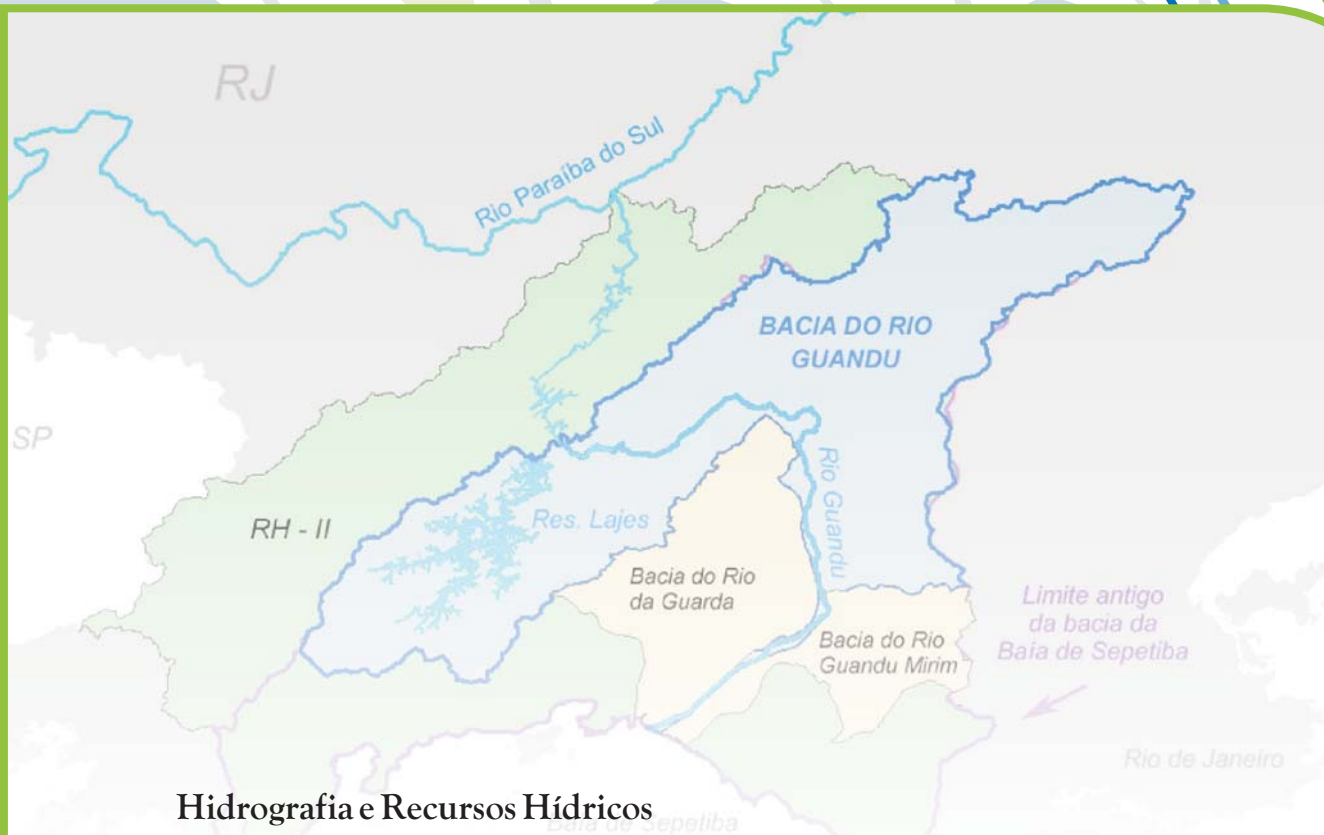 RJ
Rio Paraíba do Sul
BACIA DO RIO
GUANDU
SP
Rio Guandu
RH - II
Res. Lajes
Bacia do Rio
da Guarda
Limite antigo
da bacia da
Baía de Sepetiba
Bacia do Rio
Guandu Mirim
Rio de Janeiro
Hidrografia e Recursos Hídricos
Baía de Sepetiba